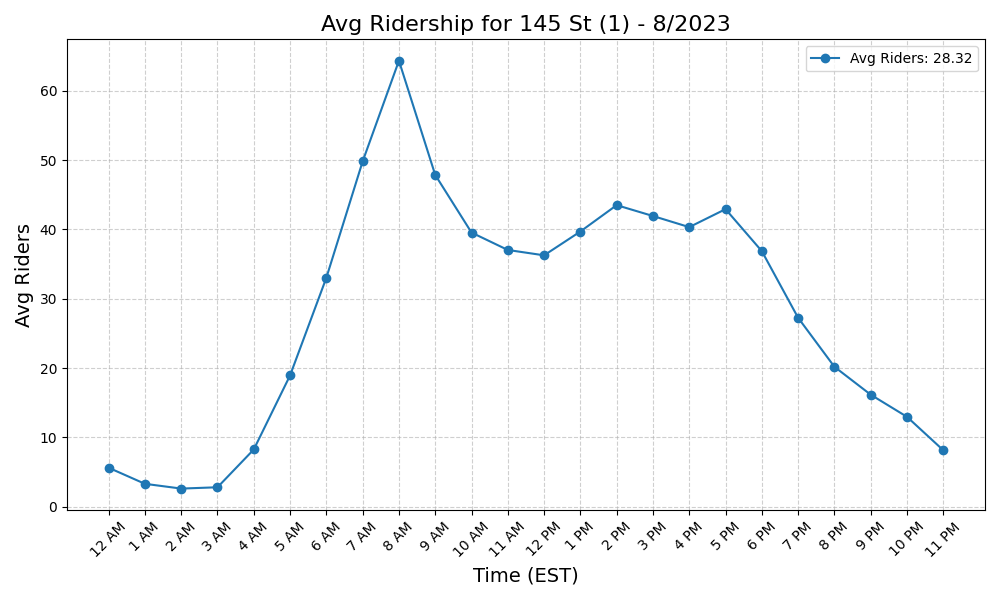 Avg Ridership for 145 St (1) - 8/2023
Avg Riders: 28.32
Avg Riders
60
50
40
30
20
10
0
12 AM
1 AM
2 AM
3 AM
4 AM
5 AM
6 AM
7 AM
8 AM
9 AM
10 AM
11 AM
12 PM
1 PM
2 PM
3 PM
4 PM
5 PM
6 PM
7 PM
8 PM
9 PM
10 PM
11 PM
Time (EST)